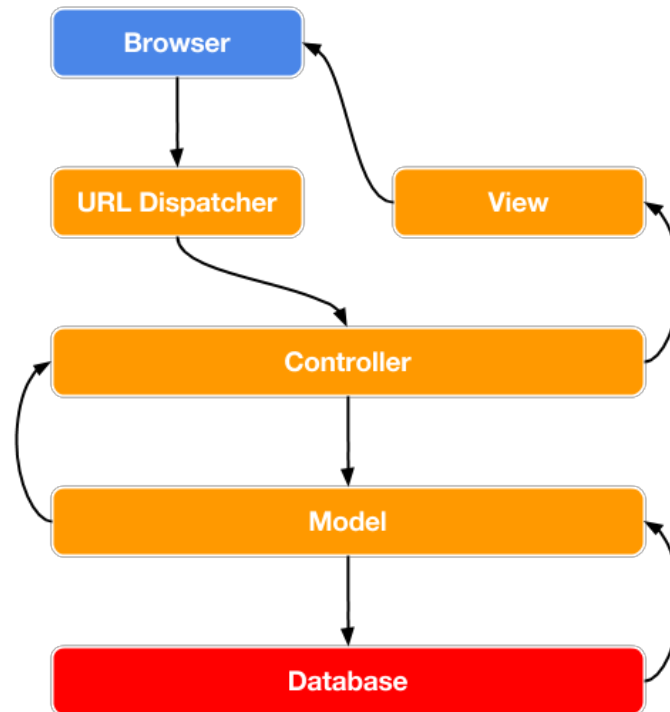 Browser
URL Dispatcher
View
Controller
Model
Database